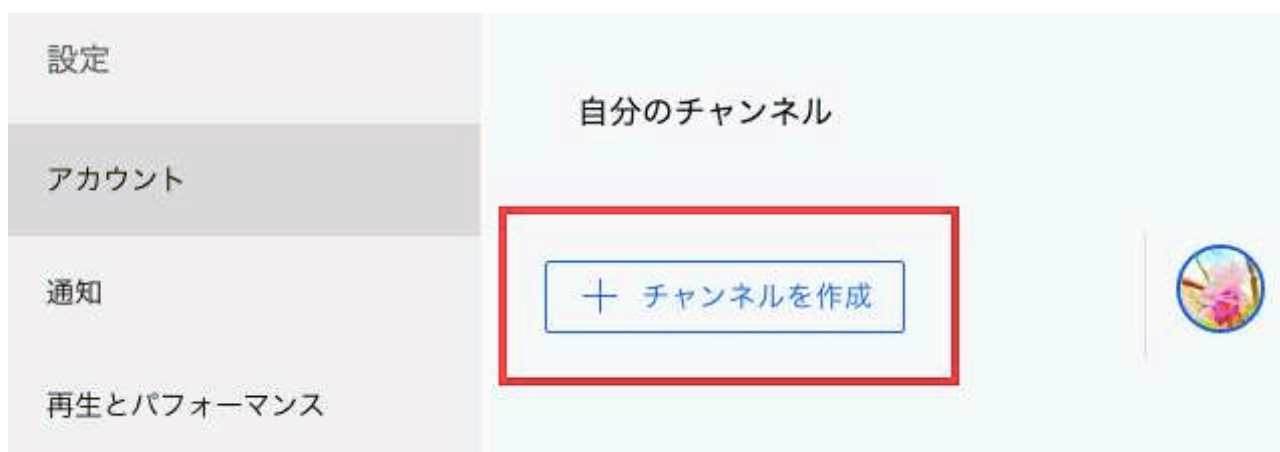 設定
アカウント
通知
再生とパフォーマンス
自分のチャンネル
＋ チャンネルを作成